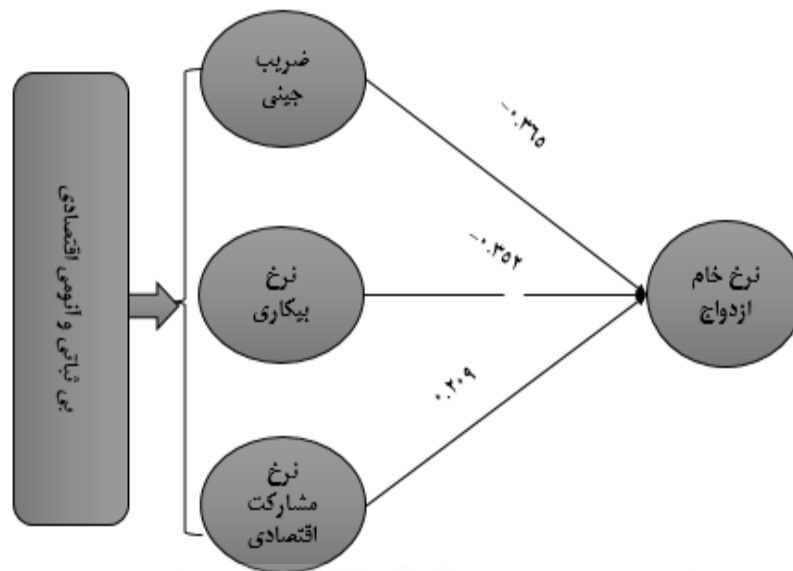 ضریب
جینی
-۰.۳۶۵
بی ثباتی و آنومی اقتصادی
نرخ
بیکاری
-۰.۳۵۲
نرخ خام
ازدواج
۰.۲۰۹
نرخ
مشارکت
اقتصادی